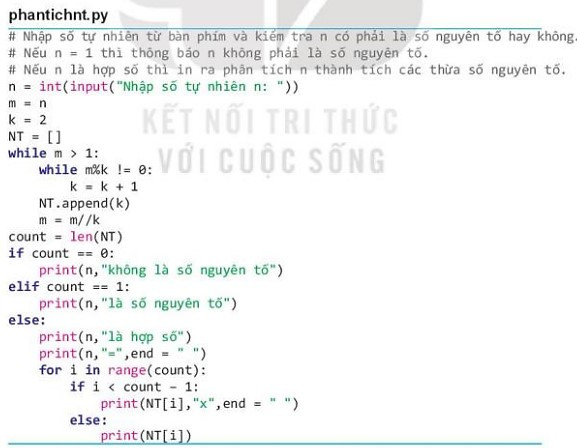 phantichnt.py
# Nhập số tự nhiên từ bàn phím và kiểm tra n có phải là số nguyên tố hay không.
# Nếu n = 1 thì thông báo n không phải là số nguyên tố.
# Nếu n là hợp số thì in ra phân tích n thành tích các thừa số nguyên tố.
n = int(input("Nhập số tự nhiên n: "))
m = n
k = 2
NT = []
while m > 1:
    while m%k != 0:
        k = k + 1
    NT.append(k)
    m = m//k
count = len(NT)
if count == 0:
    print(n,"không là số nguyên tố")
elif count == 1:
    print(n,"là số nguyên tố")
else:
    print(n,"là hợp số")
    print(n,"=",end = " ")
    for i in range(count):
        if i < count - 1:
            print(NT[i],"x",end = " ")
        else:
            print(NT[i])
KẾT NỐI TRI THỨC
VỚI CUỘC SỐNG